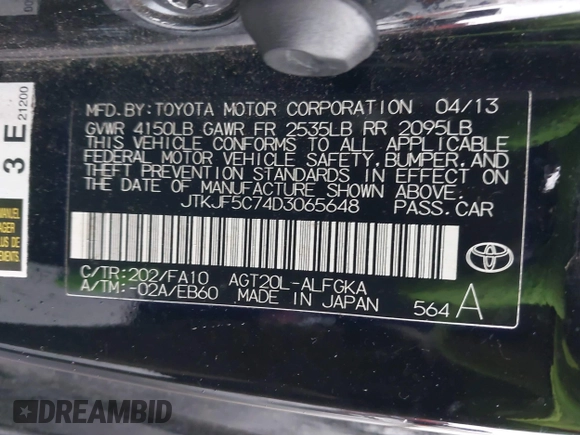 MFD. BY: TOYOTA MOTOR CORPORATION 04/13
GVWR 4150LB GAWR FR 2535LB RR 2095LB
THIS VEHICLE CONFORMS TO ALL APPLICABLE
FEDERAL MOTOR VEHICLE SAFETY, BUMPER, AND
THEFT PREVENTION STANDARDS IN EFFECT ON
THE DATE OF MANUFACTURE SHOWN ABOVE.
JTKJF5C74D3065648 PASS. CAR
TOYOTA
C/TR: 202/FA10 AGT20L-ALFGKA
A/TM: -02A/EB60 MADE IN JAPAN 564 A
3 E
21200
DREAMBID